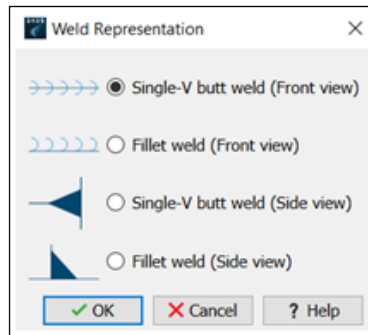 Weld Representation
Single-V butt weld (Front view)
Fillet weld (Front view)
Single-V butt weld (Side view)
Fillet weld (Side view)
OK Cancel ? Help